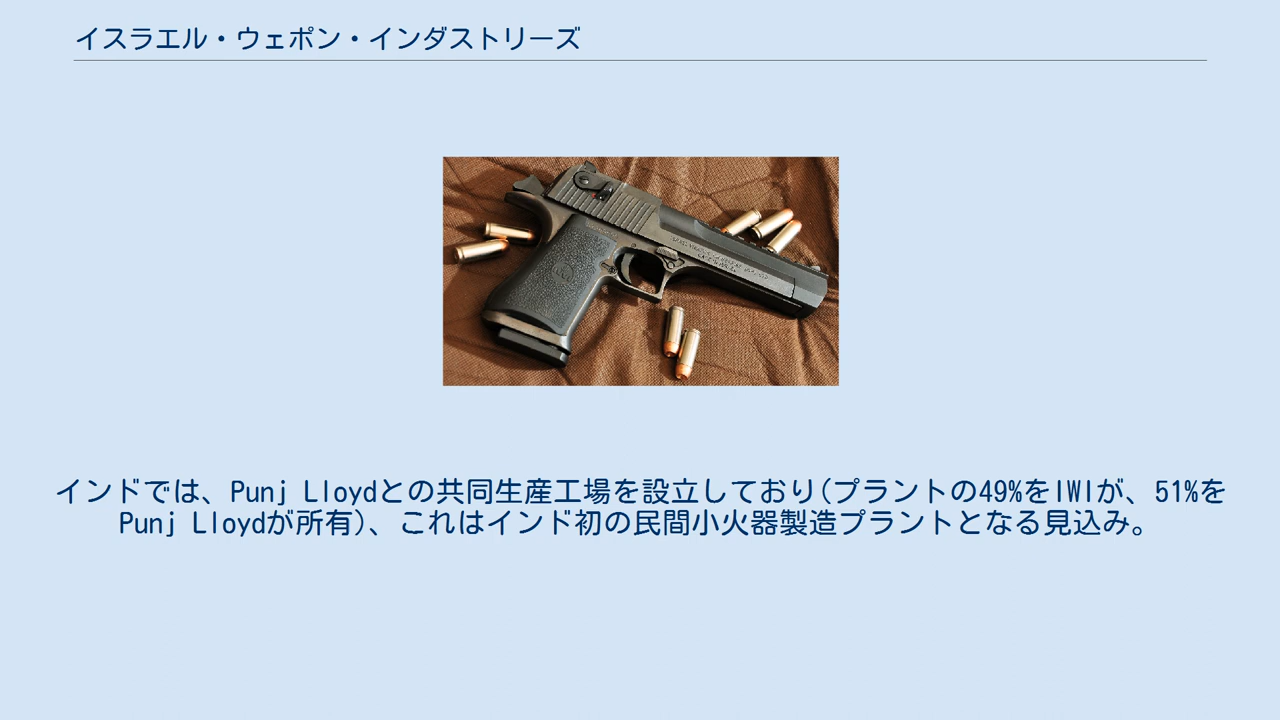 イスラエル・ウェポン・インダストリーズ
インドでは、Punj Lloydとの共同生産工場を設立しており(プラントの49%をIWIが、51%を
Punj Lloydが所有)、これはインド初の民間小火器製造プラントとなる見込み。